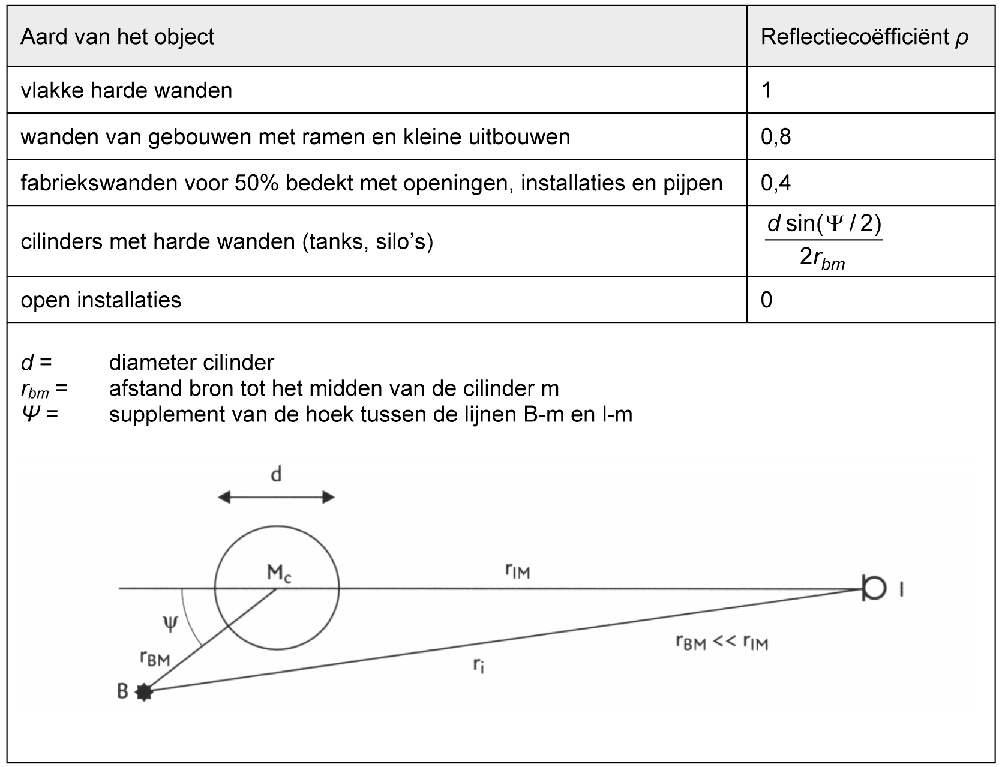 Aard van het object Reflectiecoëfficiënt ρ
vlakke harde wanden 1
wanden van gebouwen met ramen en kleine uitbouwen 0,8
fabriekswanden voor 50% bedekt met openingen, installaties en pijpen 0,4
cilinders met harde wanden (tanks, silo's) d sin(Ψ / 2) / 2r_bm
open installaties 0
d = diameter cilinder
r_bm = afstand bron tot het midden van de cilinder m
Ψ = supplement van de hoek tussen de lijnen B-m en I-m
d
M_c
r_IM
I
Ψ
r_BM
r_BM << r_IM
r_i
B